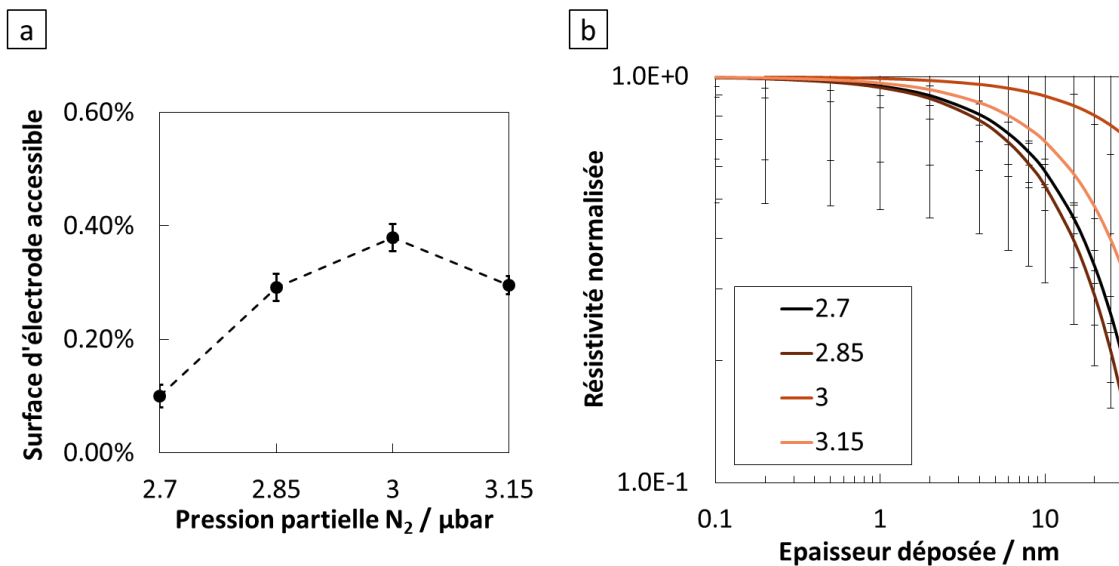 a
b
Surface d'électrode accessible
0.60%
0.40%
0.20%
0.00%
2.7
2.85
3
3.15
Pression partielle N₂ / µbar
Résistivité normalisée
1.0E+0
1.0E-1
2.7
2.85
3
3.15
0.1
1
10
Epaisseur déposée / nm